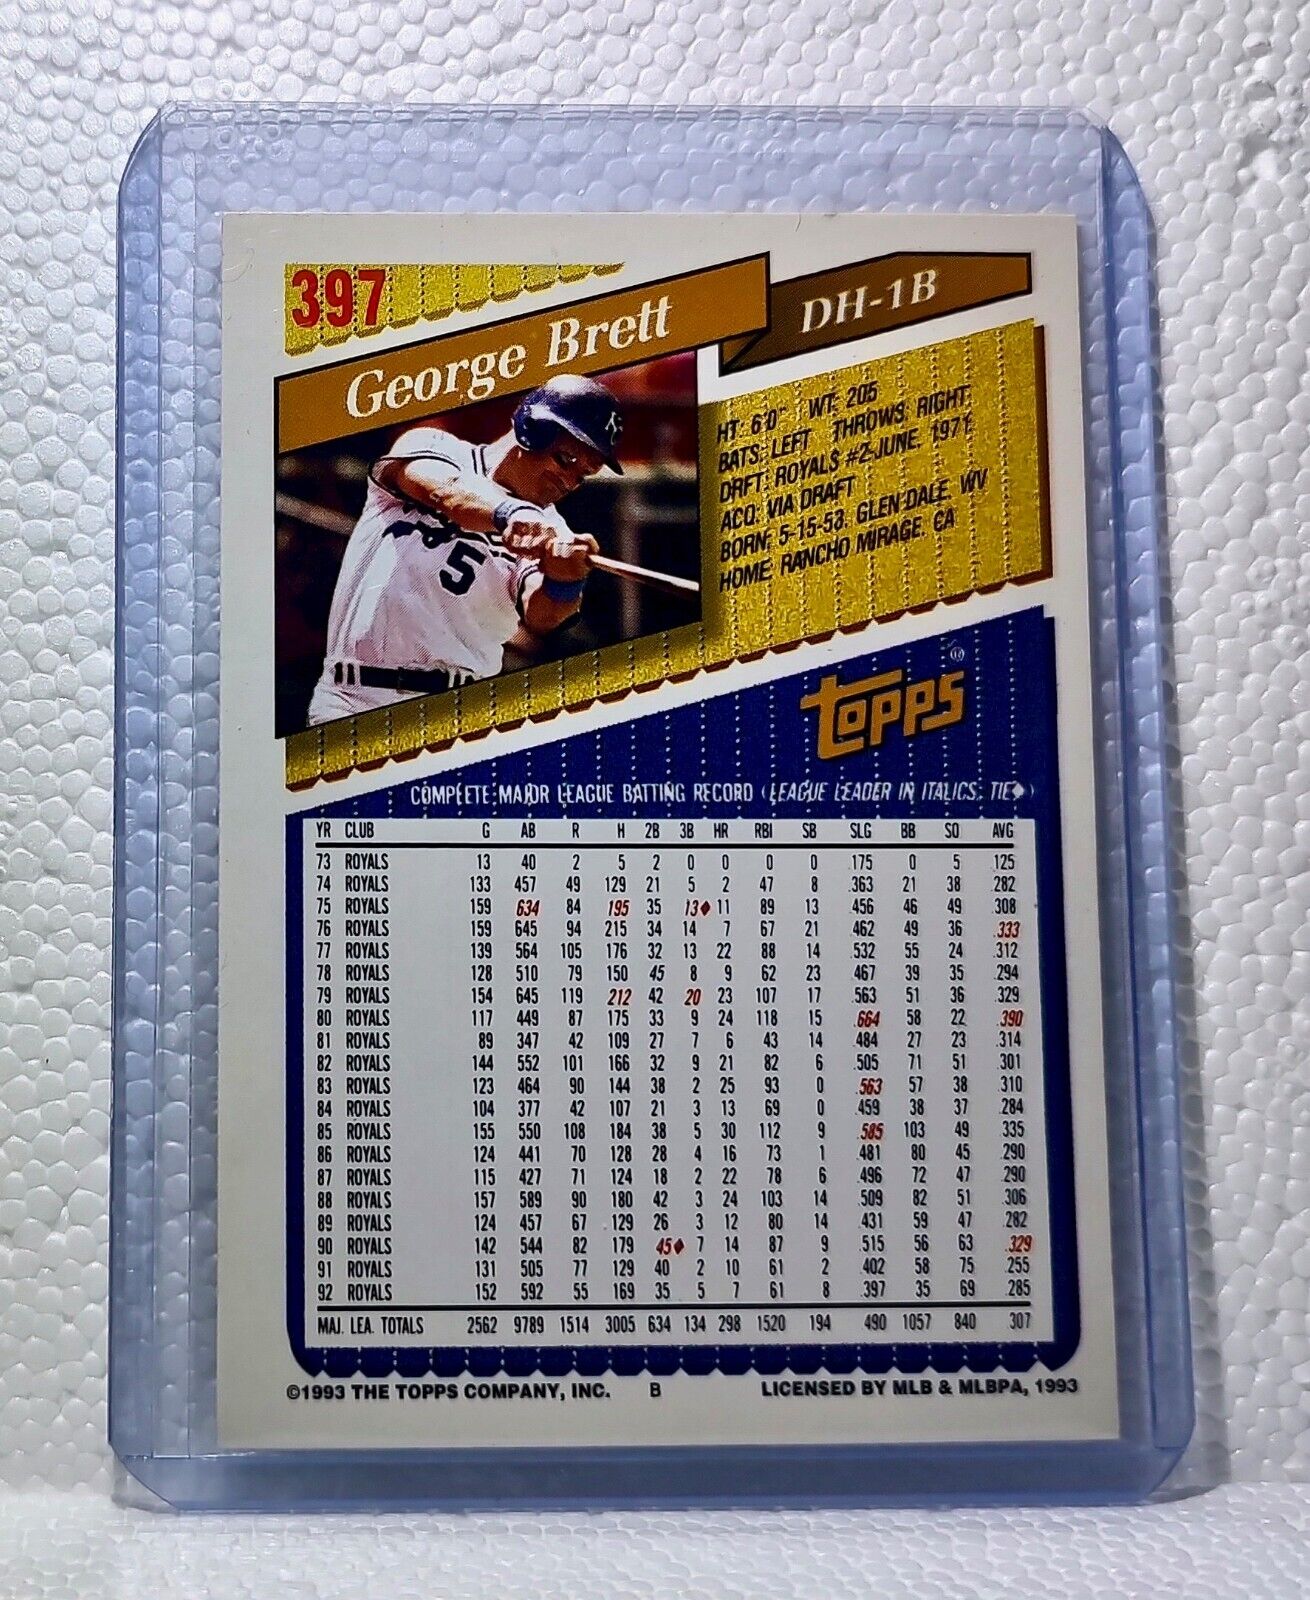 397
George Brett
DH-1B
HT: 6'0" WT: 205
BATS: LEFT THROWS: RIGHT
DRFT: ROYALS #2-JUNE, 1971
ACQ: VIA DRAFT
BORN: 5-15-53, GLEN DALE, WV
HOME: RANCHO MIRAGE, CA
5
TOPPS
COMPLETE MAJOR LEAGUE BATTING RECORD (LEAGUE LEADER IN ITALICS, TIE♦)
YR CLUB G AB R H 2B 3B HR RBI SB SLG BB SO AVG
73 ROYALS 13 40 2 5 2 0 0 0 0 .175 0 5 .125
74 ROYALS 133 457 49 129 21 5 2 47 8 .363 21 38 .282
75 ROYALS 159 634 84 195 35 13♦ 11 89 13 .456 46 49 .308
76 ROYALS 159 645 94 215 34 14 7 67 21 .462 49 36 .333
77 ROYALS 139 564 105 176 32 13 22 88 14 .532 55 24 .312
78 ROYALS 128 510 79 150 45 8 9 62 23 .467 39 35 .294
79 ROYALS 154 645 119 212 42 20 23 107 17 .563 51 36 .329
80 ROYALS 117 449 87 175 33 9 24 118 15 .664 58 22 .390
81 ROYALS 89 347 42 109 27 7 6 43 14 .484 27 23 .314
82 ROYALS 144 552 101 166 32 9 21 82 6 .505 71 51 .301
83 ROYALS 123 464 90 144 38 2 25 93 0 .563 57 38 .310
84 ROYALS 104 377 42 107 21 3 13 69 0 .459 38 37 .284
85 ROYALS 155 550 108 184 38 5 30 112 9 .585 103 49 .335
86 ROYALS 124 441 70 128 28 4 16 73 1 .481 80 45 .290
87 ROYALS 115 427 71 124 18 2 22 78 6 .496 72 47 .290
88 ROYALS 157 589 90 180 42 3 24 103 14 .509 82 51 .306
89 ROYALS 124 457 67 129 26 3 12 80 14 .431 59 47 .282
90 ROYALS 142 544 82 179 45♦ 7 14 87 9 .515 56 63 .329
91 ROYALS 131 505 77 129 40 2 10 61 2 .402 58 75 .255
92 ROYALS 152 592 55 169 35 5 7 61 8 .397 35 69 .285
MAJ. LEA. TOTALS 2562 9789 1514 3005 634 134 298 1520 194 .490 1057 840 .307
©1993 THE TOPPS COMPANY, INC. B LICENSED BY MLB & MLBPA, 1993